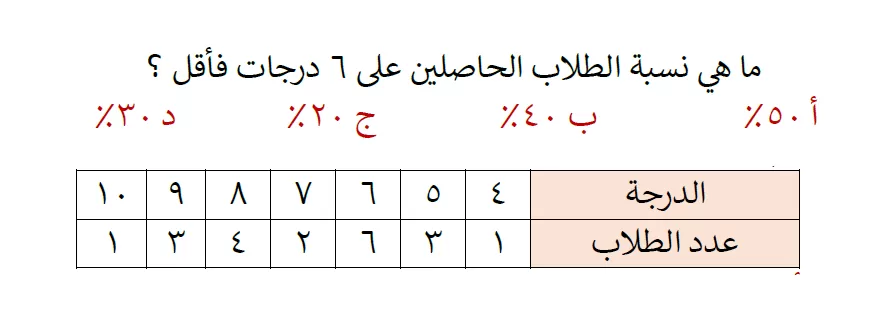 ما هي نسبة الطلاب الحاصلين على ٦ درجات فأقل ؟
أ ٥٠٪ ب ٤٠٪ ج ٢٠٪ د ٣٠٪
الدرجة ٤ ٥ ٦ ٧ ٨ ٩ ١٠
عدد الطلاب ١ ٣ ٦ ٢ ٤ ٣ ١